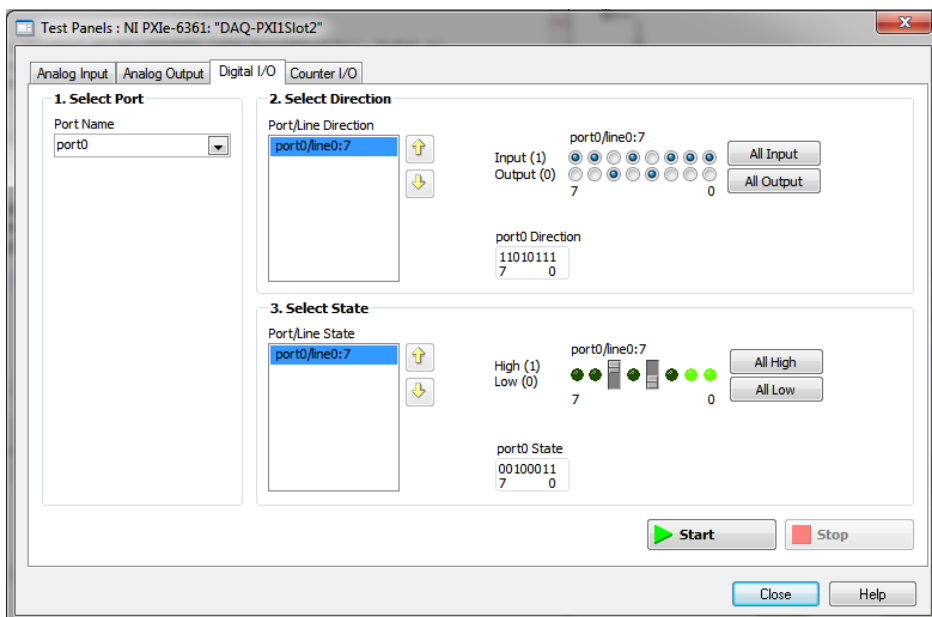 Test Panels : NI PXIe-6361: "DAQ-PXI1Slot2"
Analog Input Analog Output Digital I/O Counter I/O
1. Select Port
Port Name
port0
2. Select Direction
Port/Line Direction
port0/line0:7
port0/line0:7
Input (1)
Output (0)
7 0
All Input
All Output
port0 Direction
11010111
7 0
3. Select State
Port/Line State
port0/line0:7
port0/line0:7
High (1)
Low (0)
7 0
All High
All Low
port0 State
00100011
7 0
Start
Stop
Close
Help